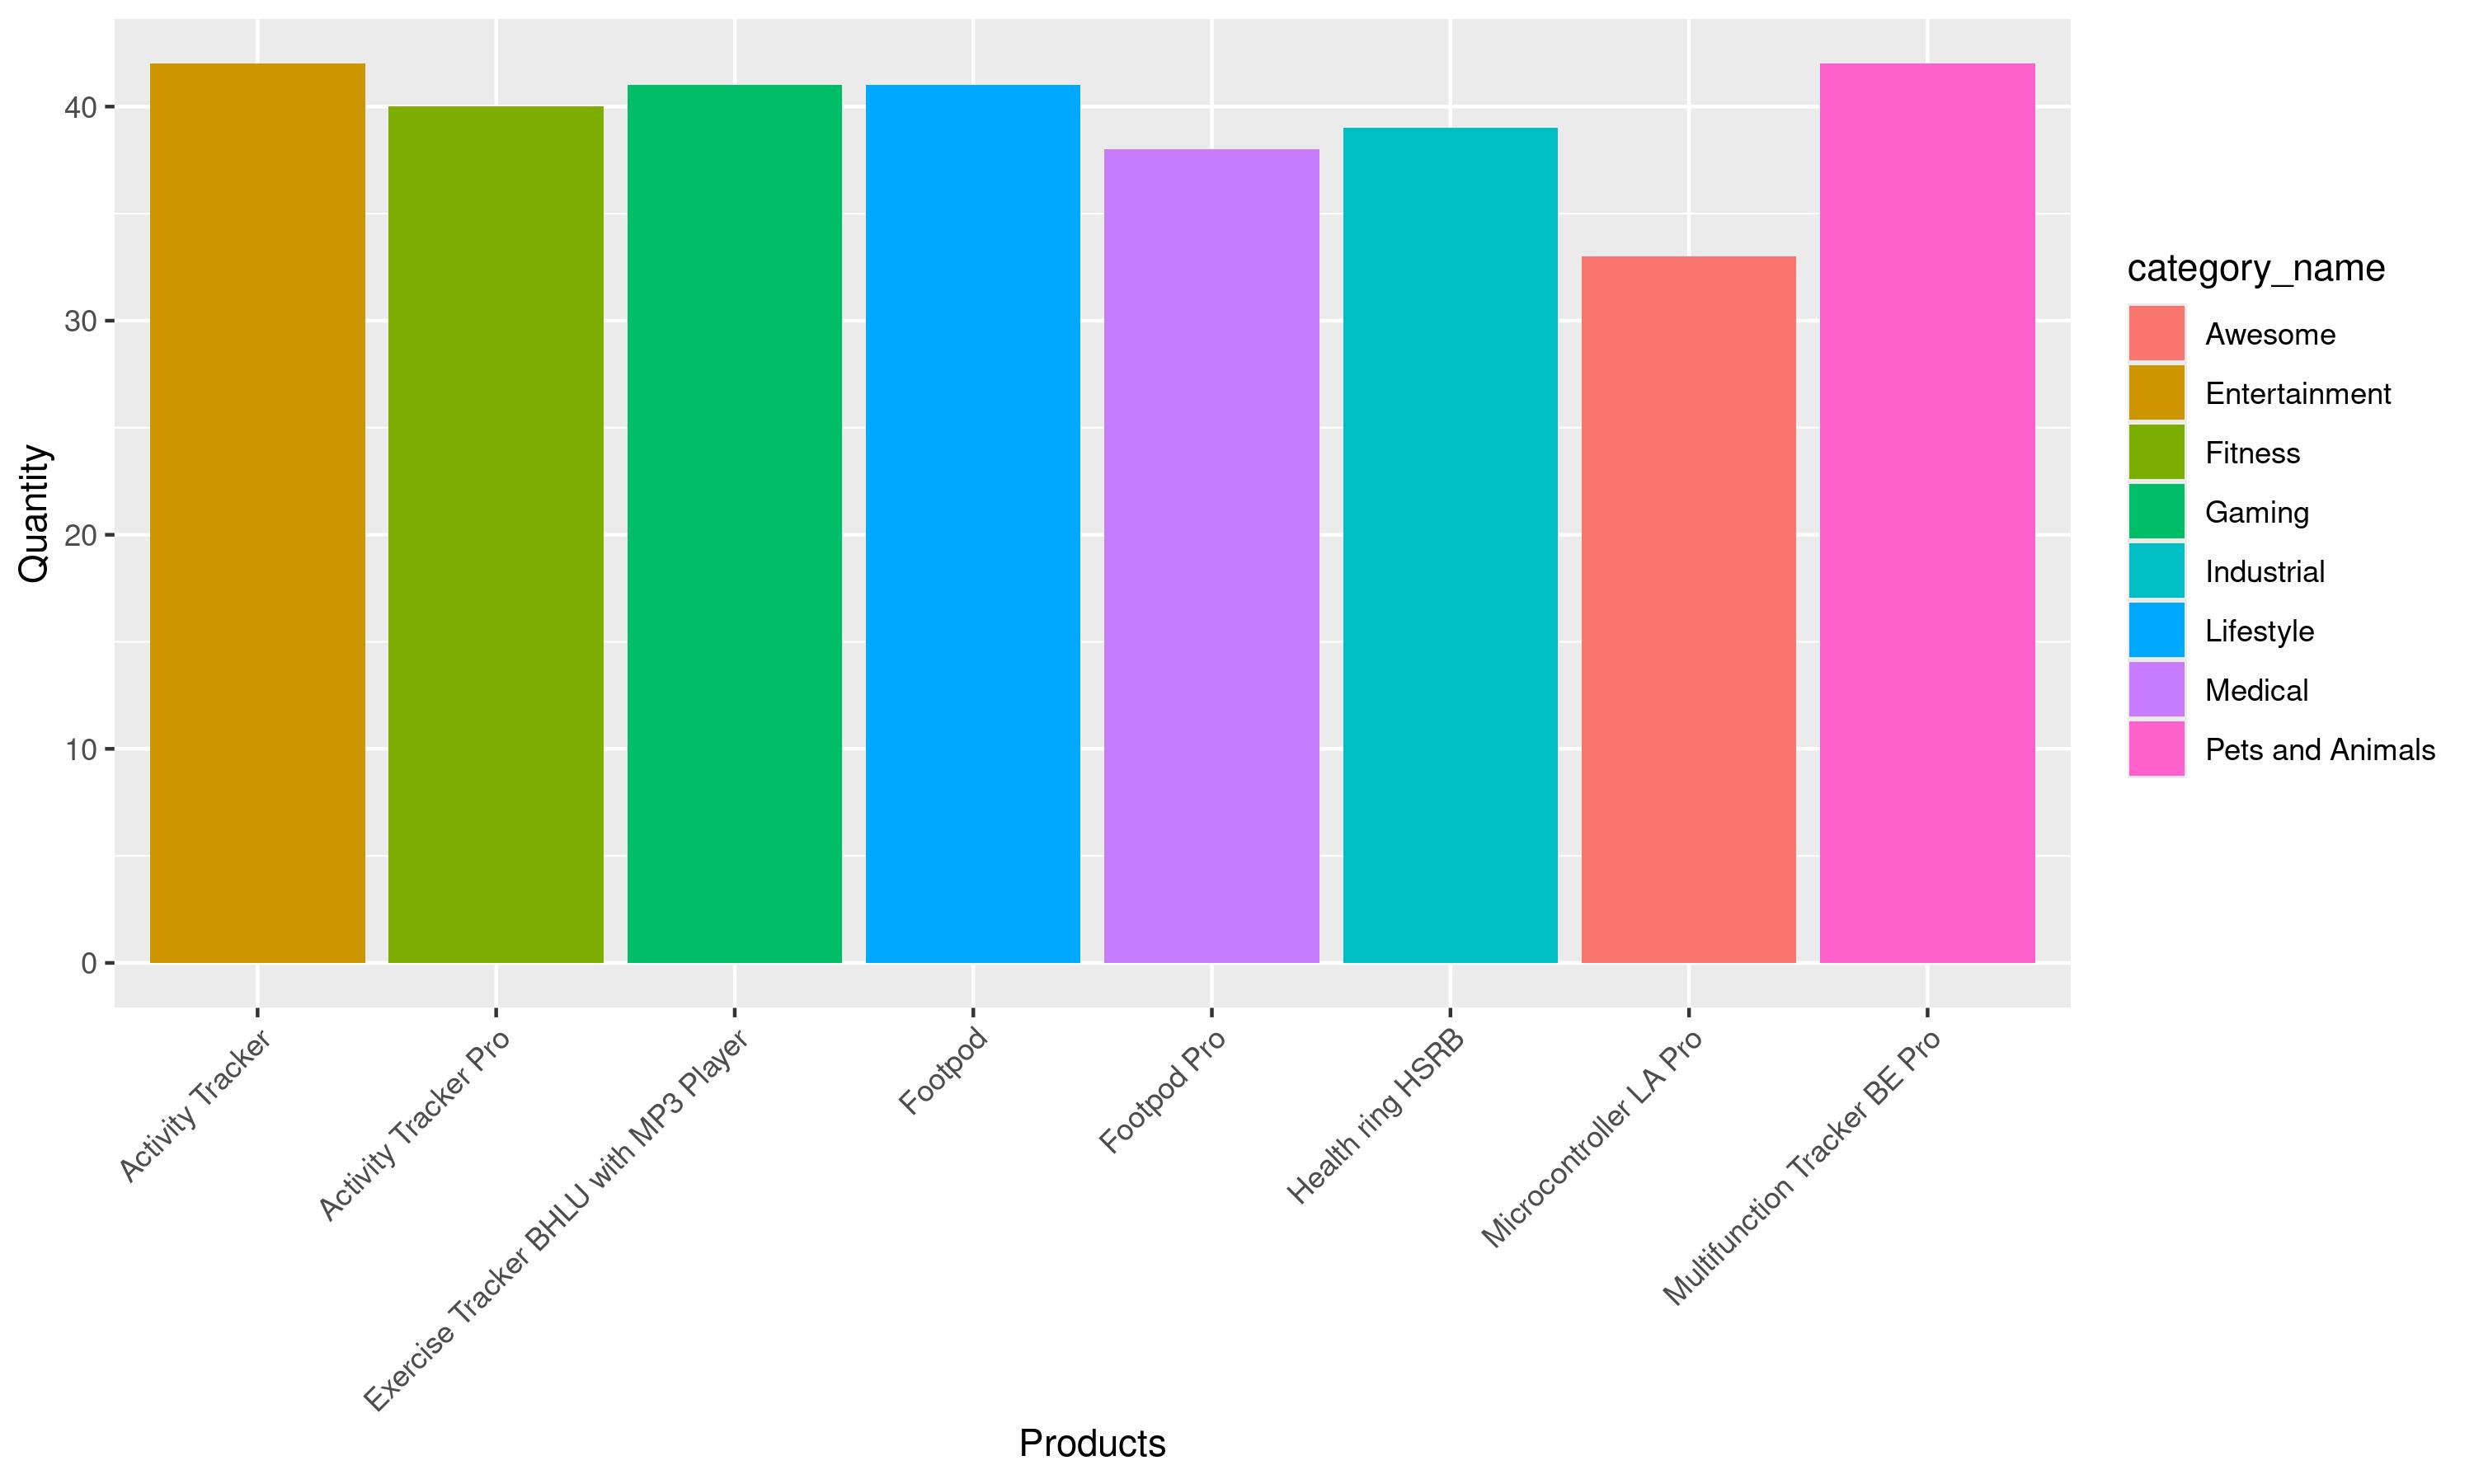 Quantity
40
30
20
10
0
Activity Tracker
Activity Tracker Pro
Exercise Tracker BHLU with MP3 Player
Footpod
Footpod Pro
Health ring HSRB
Microcontroller LA Pro
Multifunction Tracker BE Pro
Products
category_name
Awesome
Entertainment
Fitness
Gaming
Industrial
Lifestyle
Medical
Pets and Animals